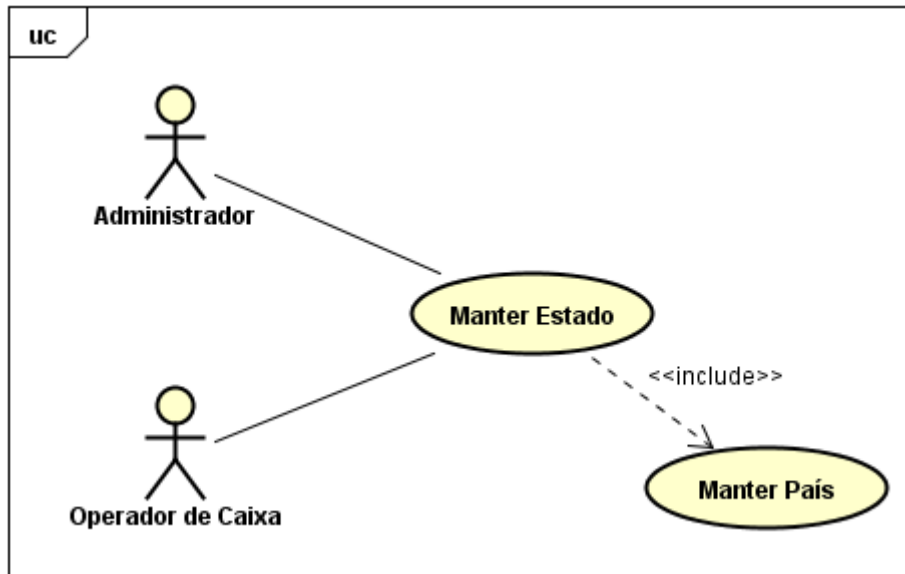 uc
Administrador
Manter Estado
<<include>>
Manter País
Operador de Caixa